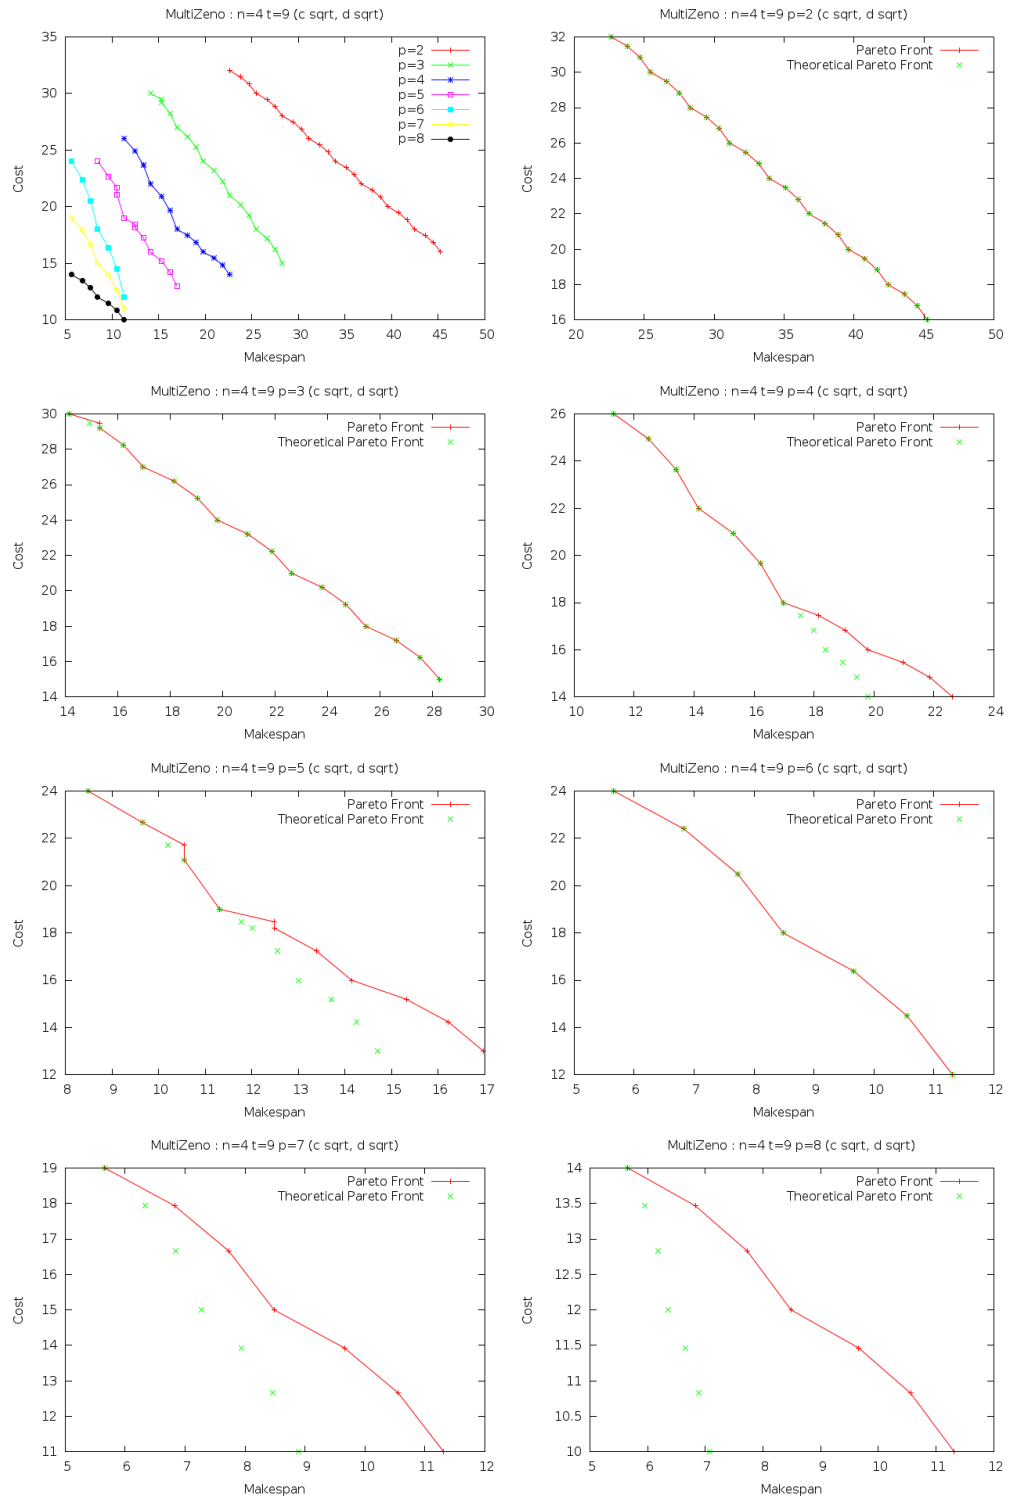 MultiZeno : n=4 t=9 (c sqrt, d sqrt)
35
30
25
20
15
10
Cost
p=2
p=3
p=4
p=5
p=6
p=7
p=8
5 10 15 20 25 30 35 40 45 50
Makespan
MultiZeno : n=4 t=9 p=2 (c sqrt, d sqrt)
32
30
28
26
24
22
20
18
16
Cost
Pareto Front
Theoretical Pareto Front
20 25 30 35 40 45 50
Makespan
MultiZeno : n=4 t=9 p=3 (c sqrt, d sqrt)
30
28
26
24
22
20
18
16
14
Cost
Pareto Front
Theoretical Pareto Front
14 16 18 20 22 24 26 28 30
Makespan
MultiZeno : n=4 t=9 p=4 (c sqrt, d sqrt)
26
24
22
20
18
16
14
Cost
Pareto Front
Theoretical Pareto Front
10 12 14 16 18 20 22 24
Makespan
MultiZeno : n=4 t=9 p=5 (c sqrt, d sqrt)
24
22
20
18
16
14
12
Cost
Pareto Front
Theoretical Pareto Front
8 9 10 11 12 13 14 15 16 17
Makespan
MultiZeno : n=4 t=9 p=6 (c sqrt, d sqrt)
24
22
20
18
16
14
12
Cost
Pareto Front
Theoretical Pareto Front
5 6 7 8 9 10 11 12
Makespan
MultiZeno : n=4 t=9 p=7 (c sqrt, d sqrt)
19
18
17
16
15
14
13
12
11
Cost
Pareto Front
Theoretical Pareto Front
5 6 7 8 9 10 11 12
Makespan
MultiZeno : n=4 t=9 p=8 (c sqrt, d sqrt)
14
13.5
13
12.5
12
11.5
11
10.5
10
Cost
Pareto Front
Theoretical Pareto Front
5 6 7 8 9 10 11 12
Makespan